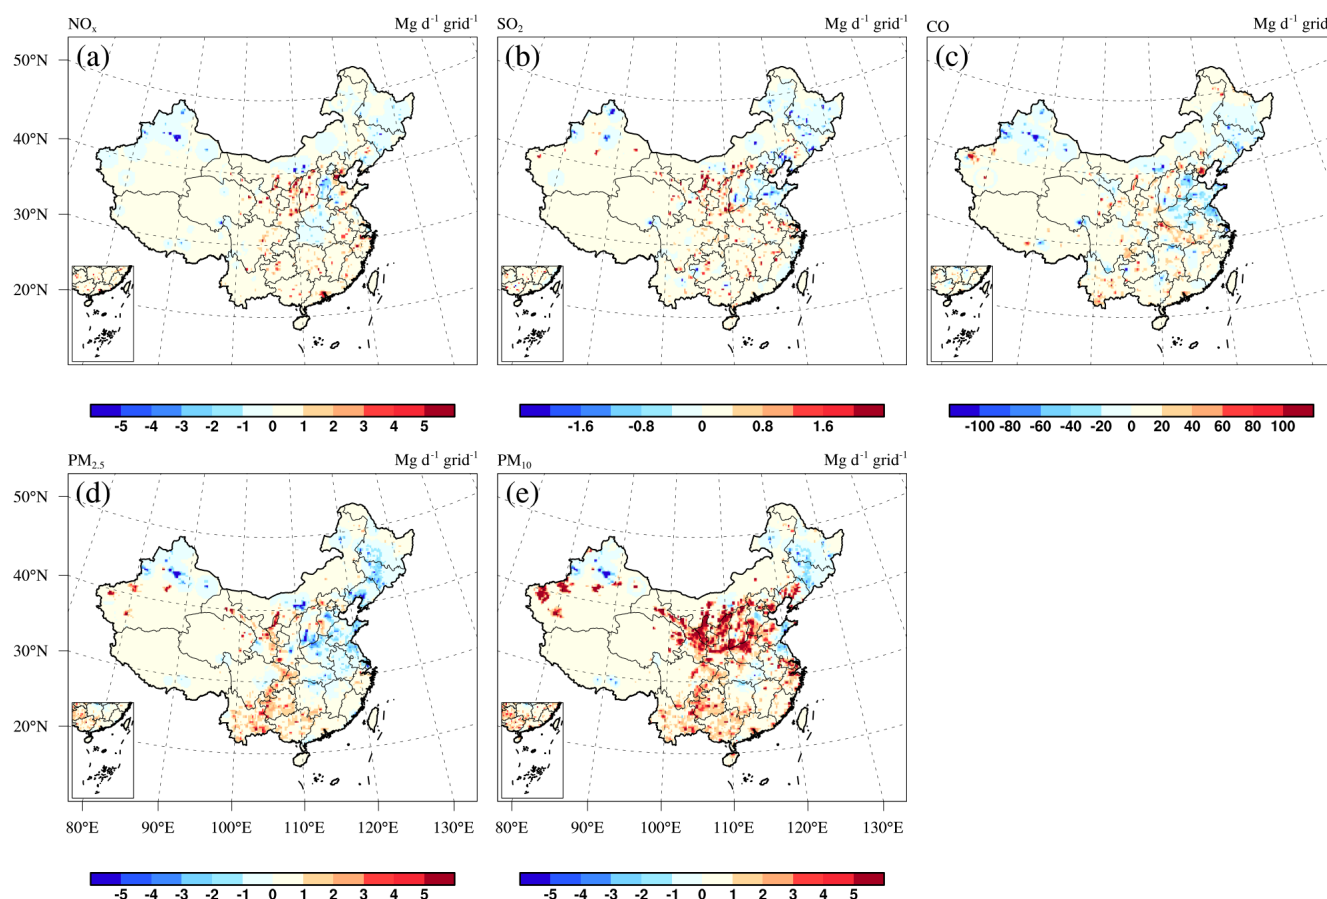 NOₓ Mg d⁻¹ grid⁻¹
SO₂ Mg d⁻¹ grid⁻¹
CO Mg d⁻¹ grid
(a)
(b)
(c)
50°N
40°N
30°N
20°N
-5 -4 -3 -2 -1 0 1 2 3 4 5
-1.6 -0.8 0 0.8 1.6
-100 -80 -60 -40 -20 0 20 40 60 80 100
PM₂.₅ Mg d⁻¹ grid⁻¹
PM₁₀ Mg d⁻¹ grid⁻¹
(d)
(e)
50°N
40°N
30°N
20°N
80°E 90°E 100°E 110°E 120°E 130°E
80°E 90°E 100°E 110°E 120°E 130°E
-5 -4 -3 -2 -1 0 1 2 3 4 5
-5 -4 -3 -2 -1 0 1 2 3 4 5